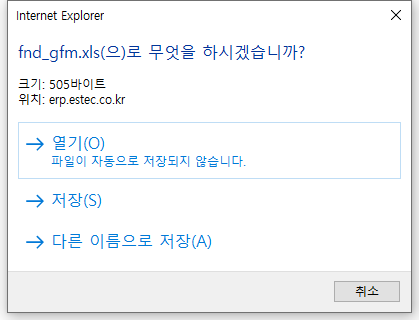 Internet Explorer
fnd_gfm.xls(으)로 무엇을 하시겠습니까?
크기: 505바이트
위치: erp.estec.co.kr
열기(O)
파일이 자동으로 저장되지 않습니다.
저장(S)
다른 이름으로 저장(A)
취소